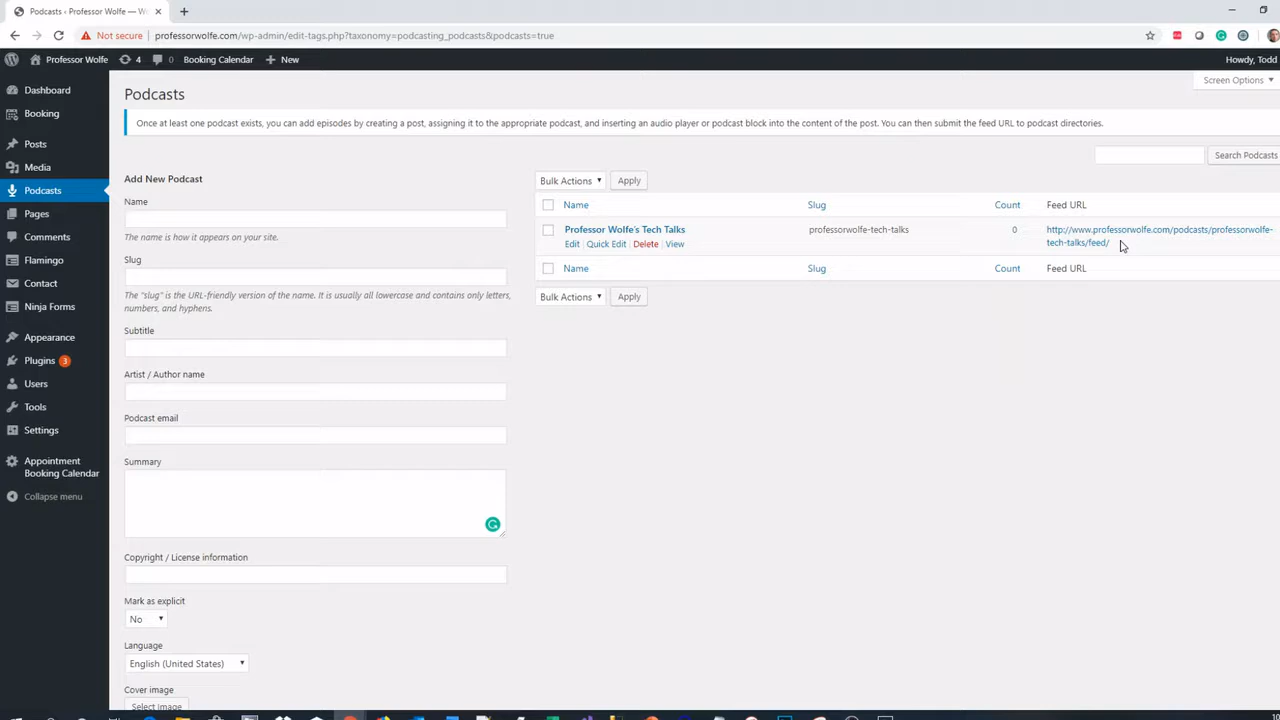 Podcasts ‹ Professor Wolfe — W
Not secure
professorwolfe.com/wp-admin/edit-tags.php?taxonomy=podcasting_podcasts&podcasts=true
Professor Wolfe
4
0
Booking Calendar
New
Howdy, Todd
Screen Options
Dashboard
Booking
Posts
Media
Podcasts
Pages
Comments
Flamingo
Contact
Ninja Forms
Appearance
Plugins 3
Users
Tools
Settings
Appointment
Booking Calendar
Collapse menu
Podcasts
Once at least one podcast exists, you can add episodes by creating a post, assigning it to the appropriate podcast, and inserting an audio player or podcast block into the content of the post. You can then submit the feed URL to podcast directories.
Search Podcasts
Add New Podcast
Name
The name is how it appears on your site.
Slug
The "slug" is the URL-friendly version of the name. It is usually all lowercase and contains only letters,
numbers, and hyphens.
Subtitle
Artist / Author name
Podcast email
Summary
Copyright / License information
Mark as explicit
No
Language
English (United States)
Cover image
Select Image
Bulk Actions
Apply
Name Slug Count Feed URL
Professor Wolfe's Tech Talks professorwolfe-tech-talks 0 http://www.professorwolfe.com/podcasts/professorwolfe-
tech-talks/feed/
Edit | Quick Edit | Delete | View
Name Slug Count Feed URL
Bulk Actions
Apply